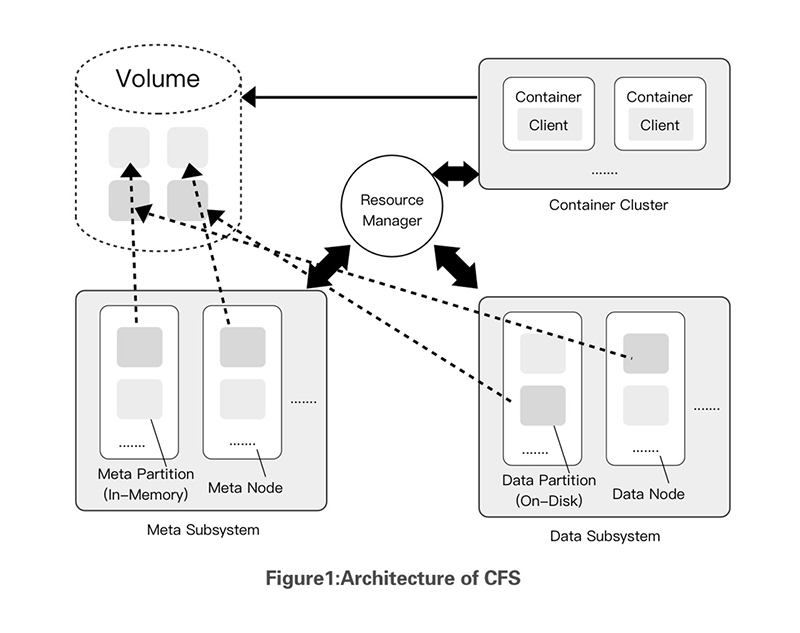 Volume
Container
Client
Container
Client
.......
Container Cluster
Resource
Manager
.......
Meta Partition
(In-Memory)
.......
Meta Node
.......
Meta Subsystem
.......
Data Partition
(On-Disk)
.......
Data Node
.......
Data Subsystem
Figure1:Architecture of CFS